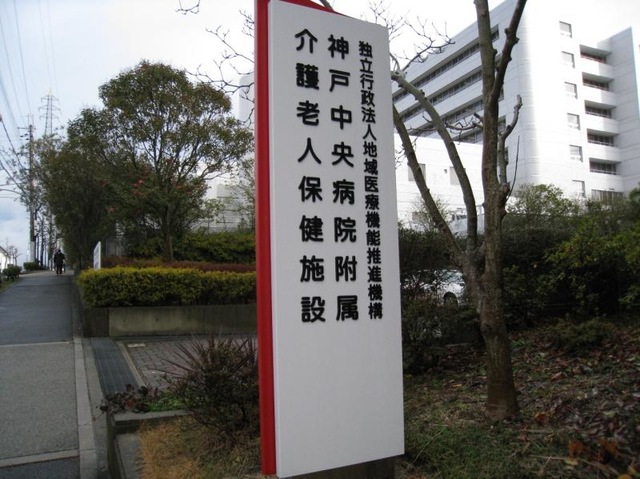 独立行政法人地域医療機能推進機構
神戸中央病院附属
介護老人保健施設